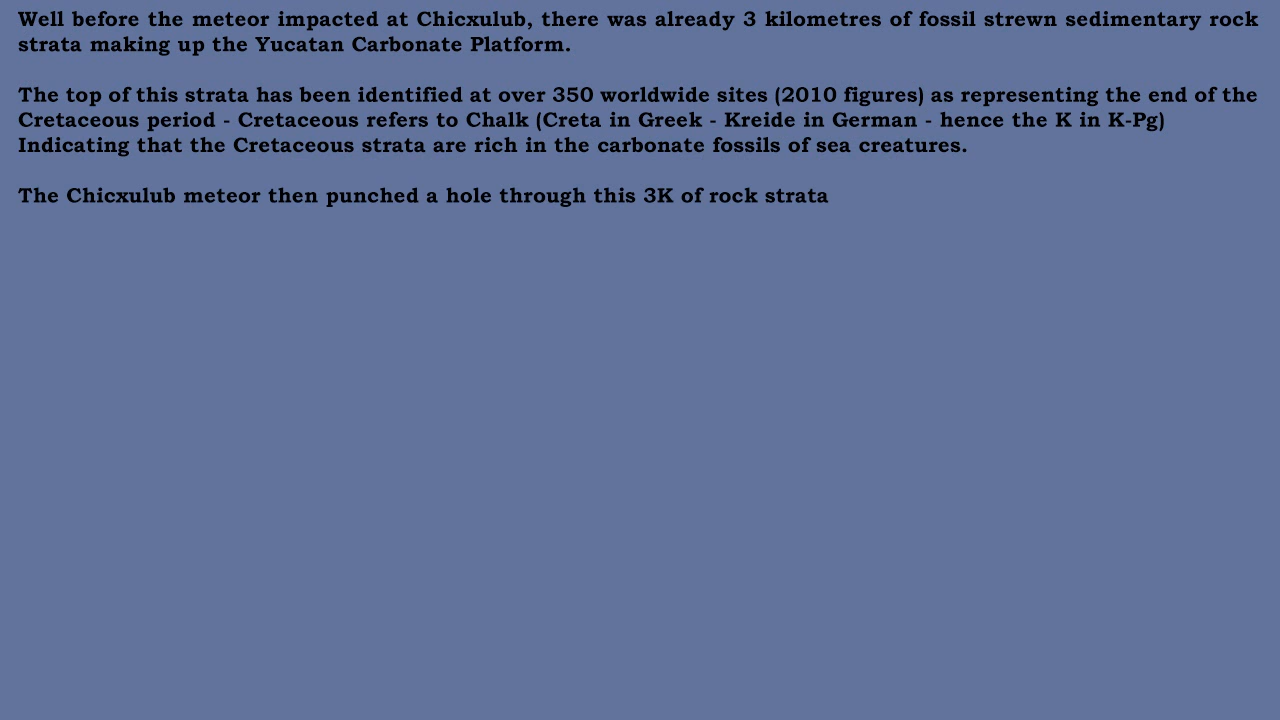 Well before the meteor impacted at Chicxulub, there was already 3 kilometres of fossil strewn sedimentary rock
strata making up the Yucatan Carbonate Platform.
The top of this strata has been identified at over 350 worldwide sites (2010 figures) as representing the end of the
Cretaceous period - Cretaceous refers to Chalk (Creta in Greek - Kreide in German - hence the K in K-Pg)
Indicating that the Cretaceous strata are rich in the carbonate fossils of sea creatures.
The Chicxulub meteor then punched a hole through this 3K of rock strata